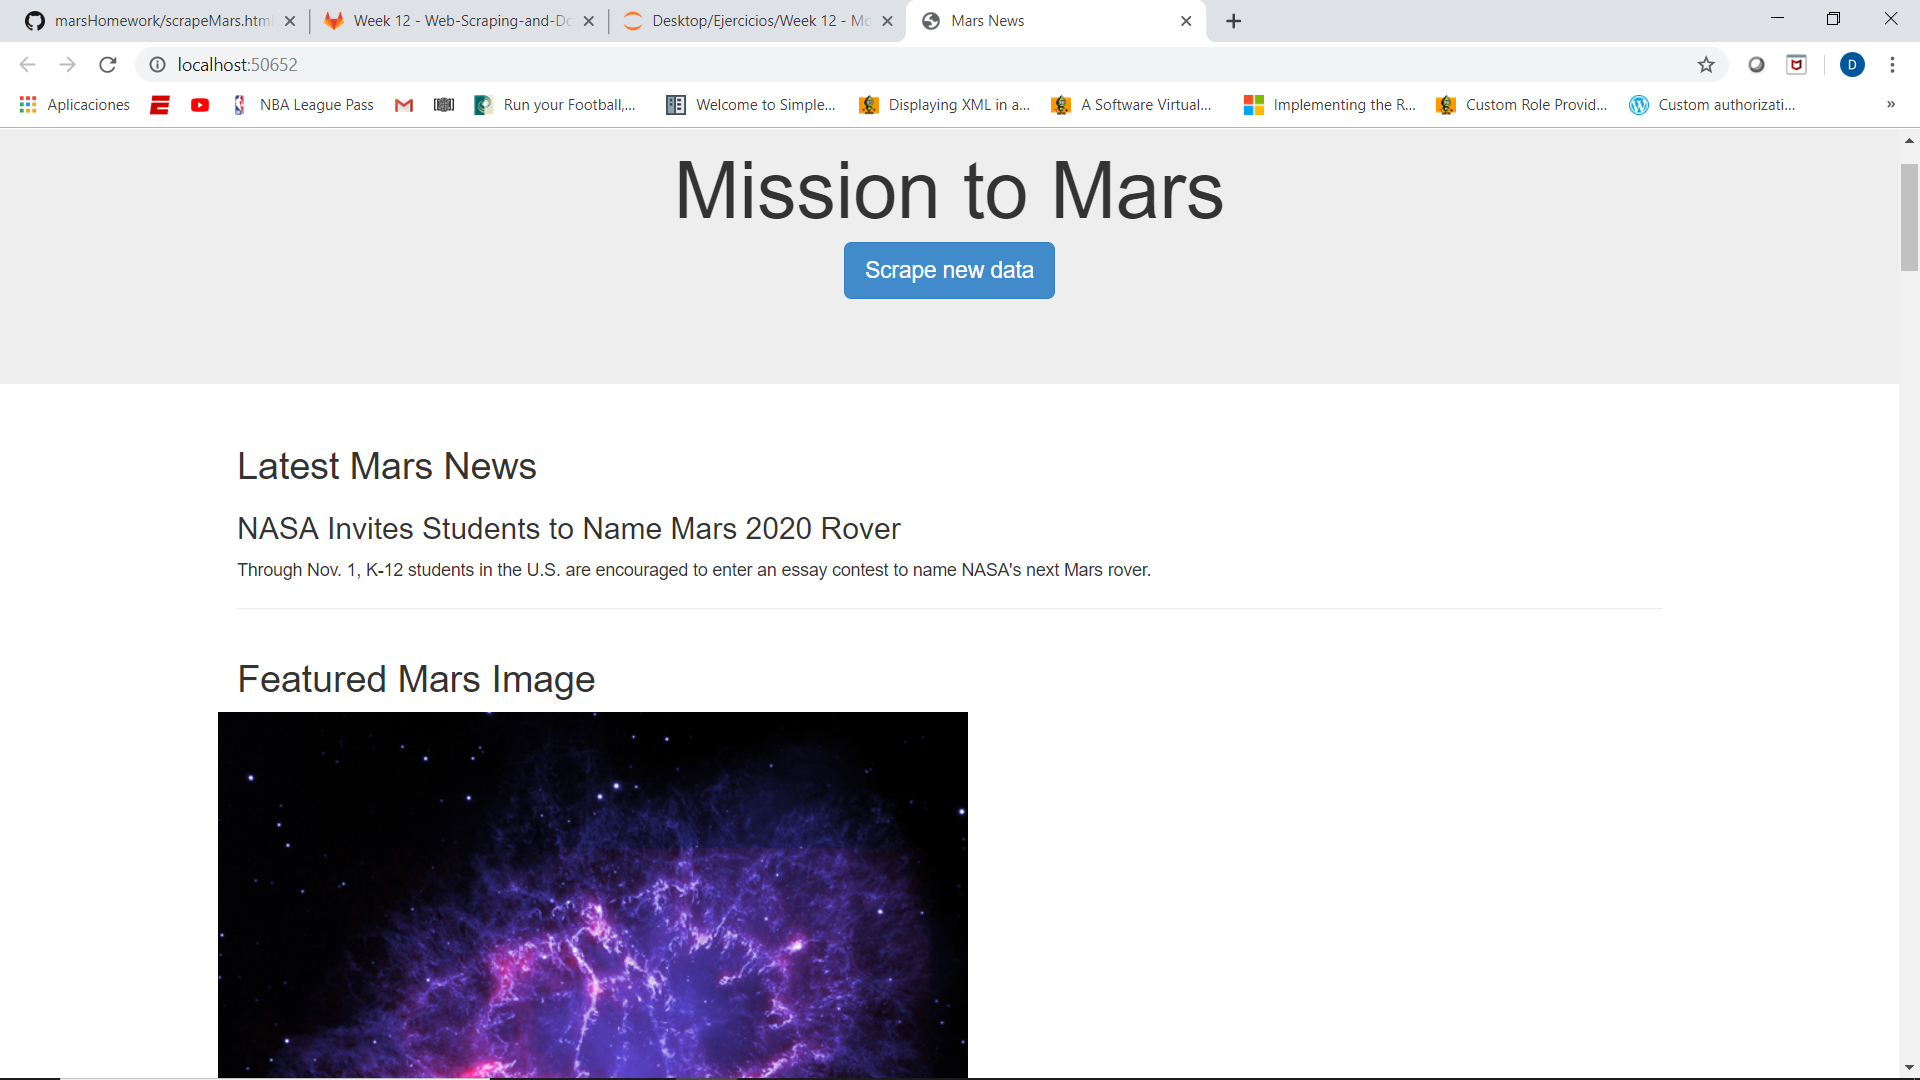 marsHomework/scrapeMars.html
Week 12 - Web-Scraping-and-Do
Desktop/Ejercicios/Week 12 - Mo
Mars News
localhost:50652
D
Aplicaciones
NBA League Pass
Run your Football,...
Welcome to Simple...
Displaying XML in a...
A Software Virtual...
Implementing the R...
Custom Role Provid...
Custom authorizati...
»
Mission to Mars
Scrape new data
Latest Mars News
NASA Invites Students to Name Mars 2020 Rover
Through Nov. 1, K-12 students in the U.S. are encouraged to enter an essay contest to name NASA's next Mars rover.
Featured Mars Image